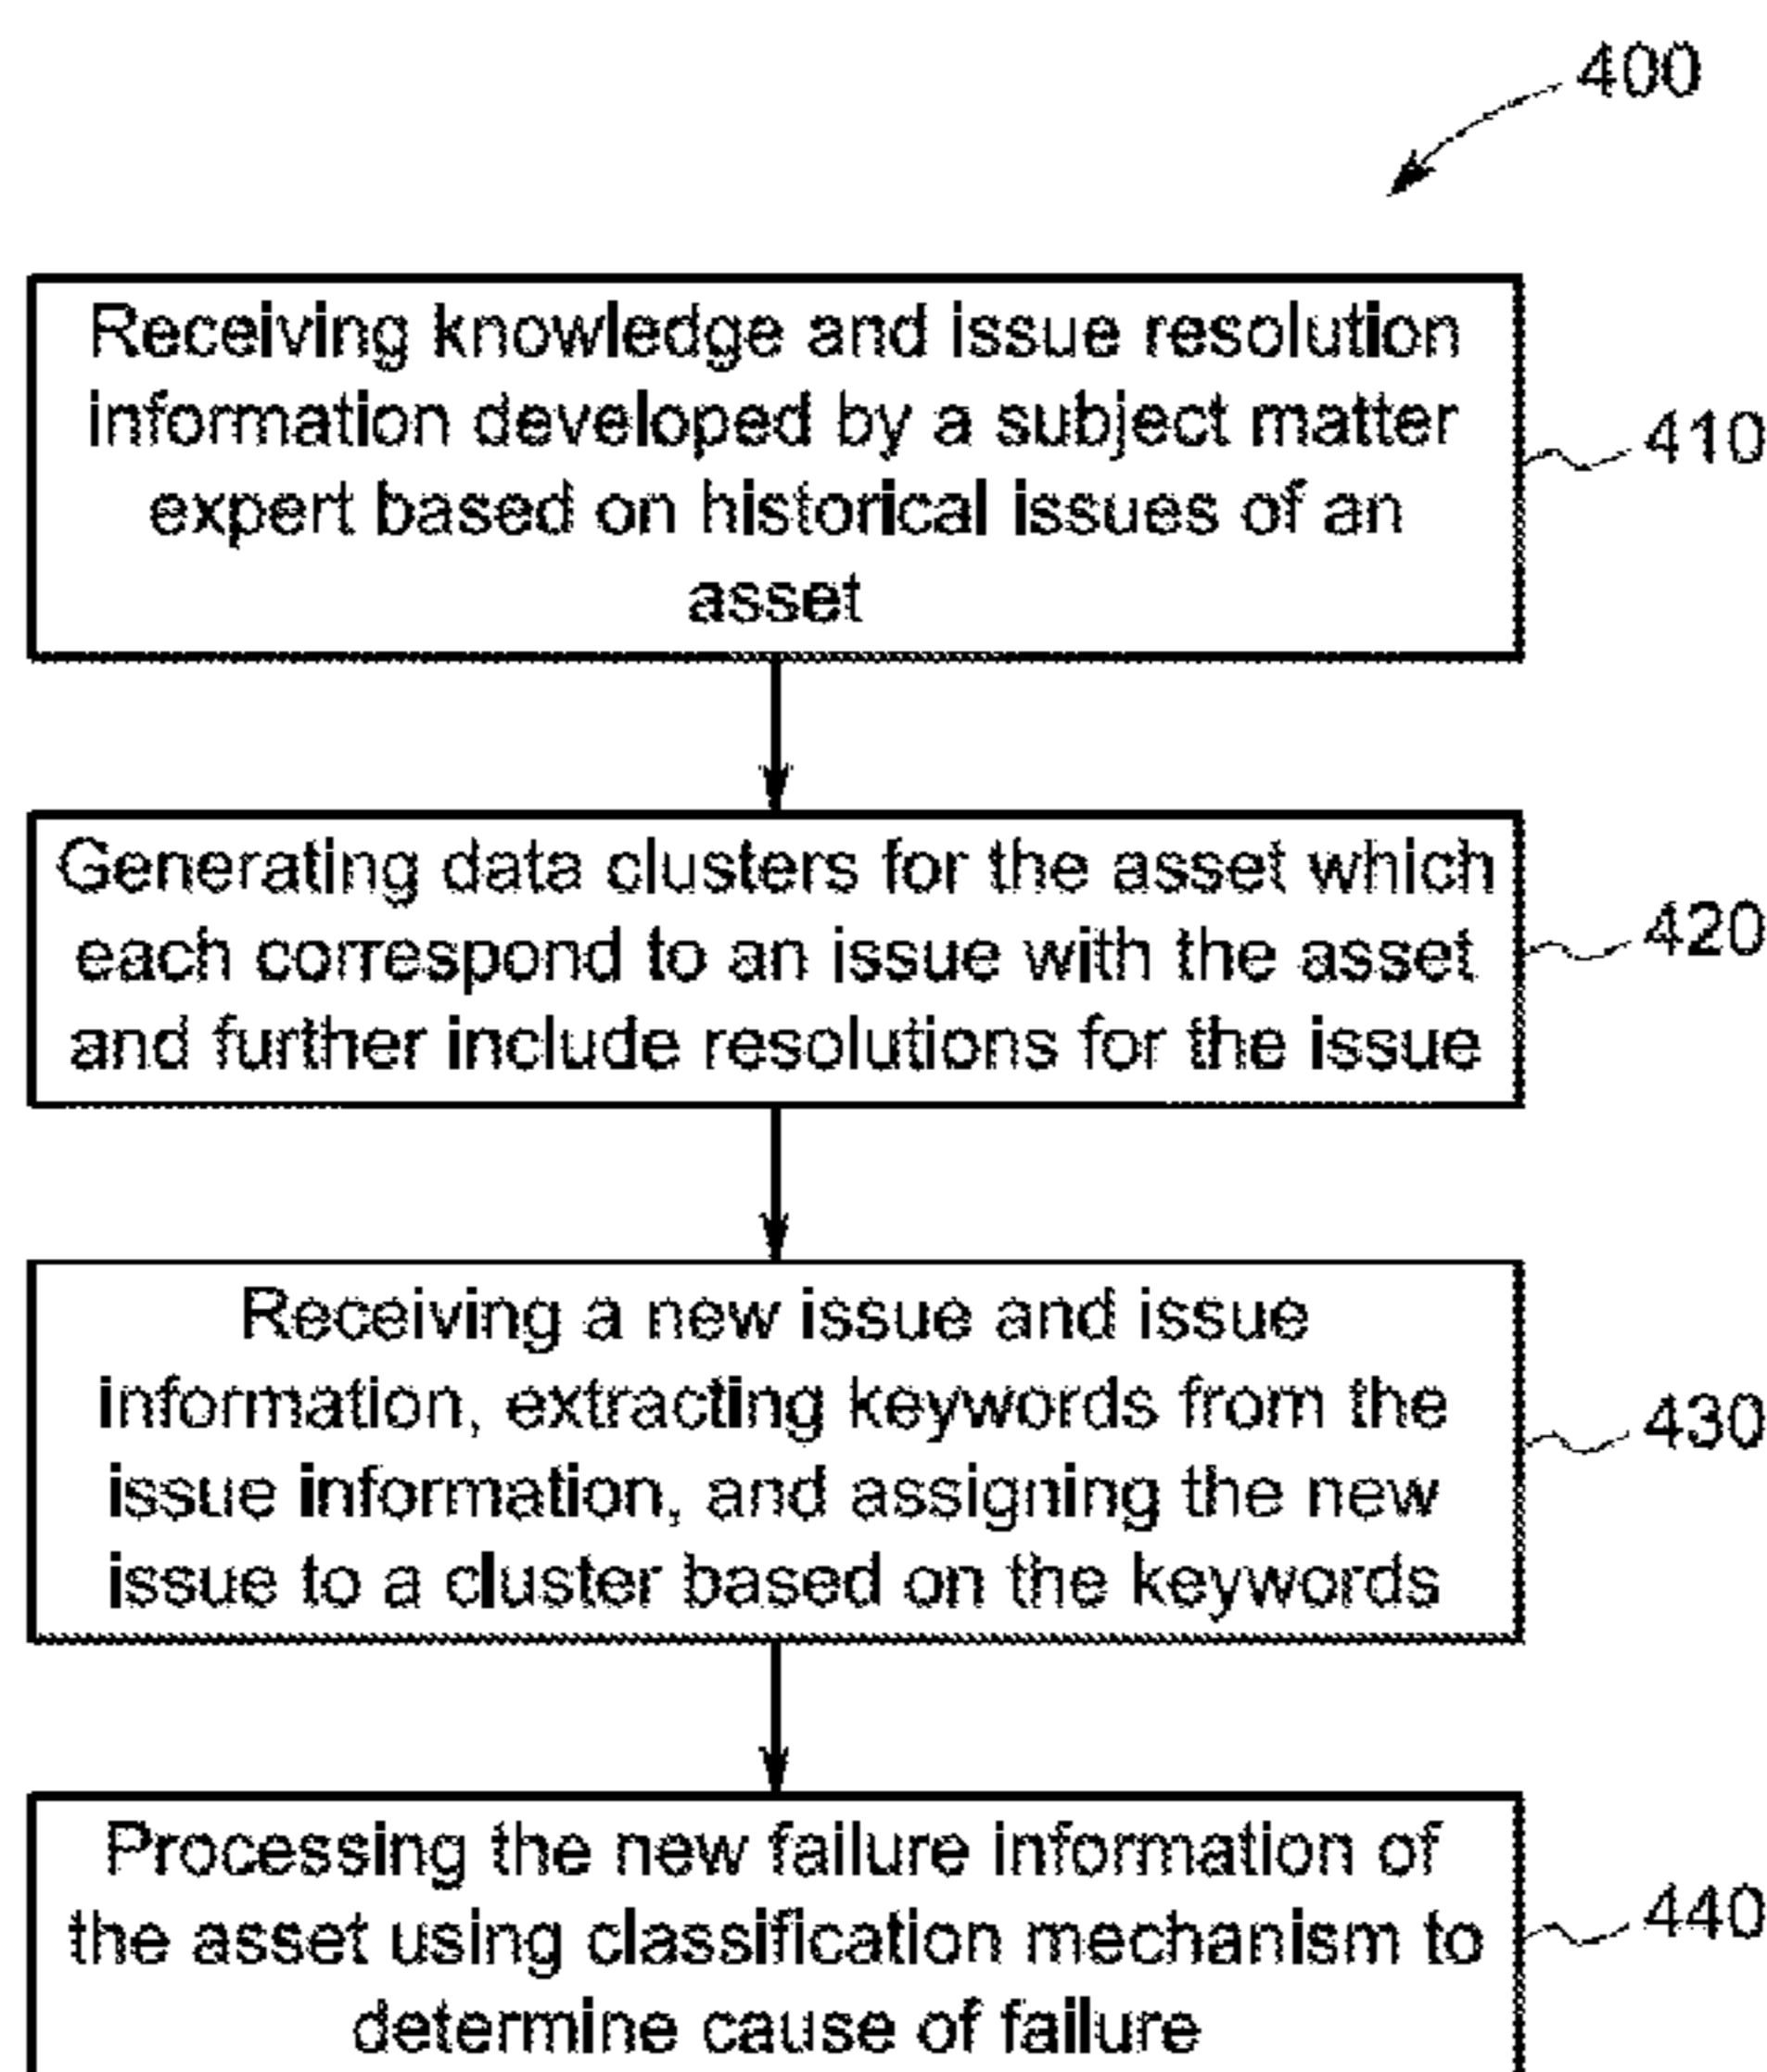 400
Receiving knowledge and issue resolution
information developed by a subject matter
expert based on historical issues of an
asset
410
Generating data clusters for the asset which
each correspond to an issue with the asset
and further include resolutions for the issue
420
Receiving a new issue and issue
information, extracting keywords from the
issue information, and assigning the new
issue to a cluster based on the keywords
430
Processing the new failure information of
the asset using classification mechanism to
determine cause of failure
440